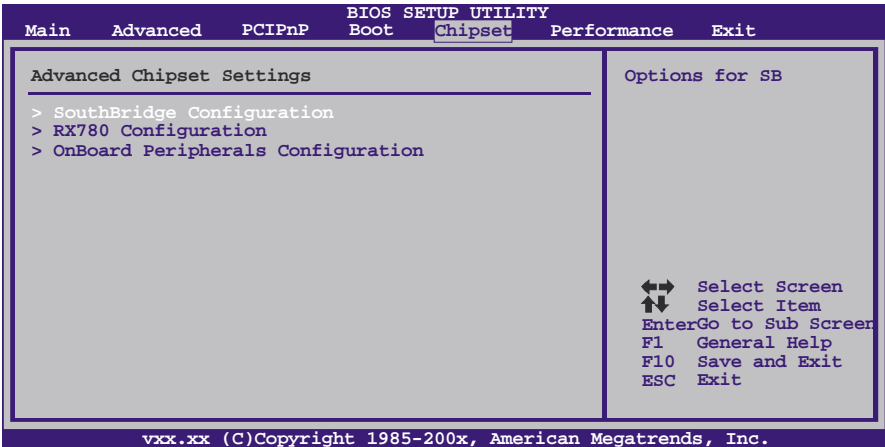 BIOS SETUP UTILITY
Main Advanced PCIPnP Boot Chipset Performance Exit
Advanced Chipset Settings
> SouthBridge Configuration
> RX780 Configuration
> OnBoard Peripherals Configuration
Options for SB
Select Screen
Select Item
Enter Go to Sub Screen
F1 General Help
F10 Save and Exit
ESC Exit
vxx.xx (C)Copyright 1985-200x, American Megatrends, Inc.